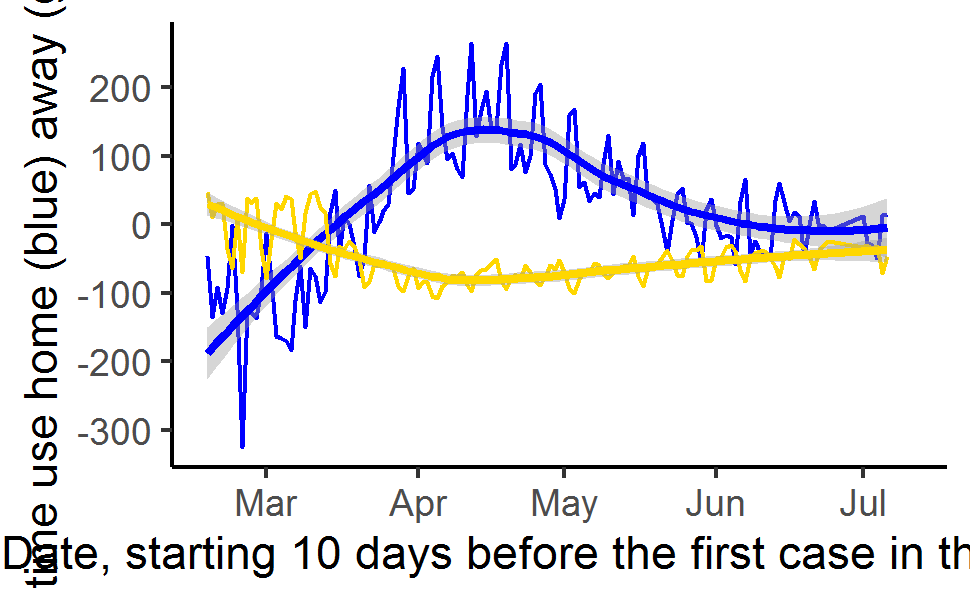 time use home (blue) away (
200
100
0
-100
-200
-300
Mar Apr May Jun Jul
Date, starting 10 days before the first case in th